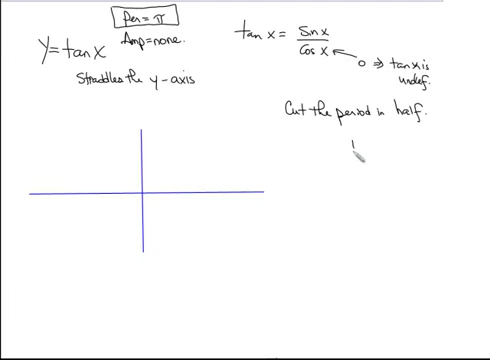 Per = π
Y = tan x
Amp = none.
Straddles the y-axis
tan x = sin x / cos x
0 ⇒ tan x is
undef.
Cut the period in half.